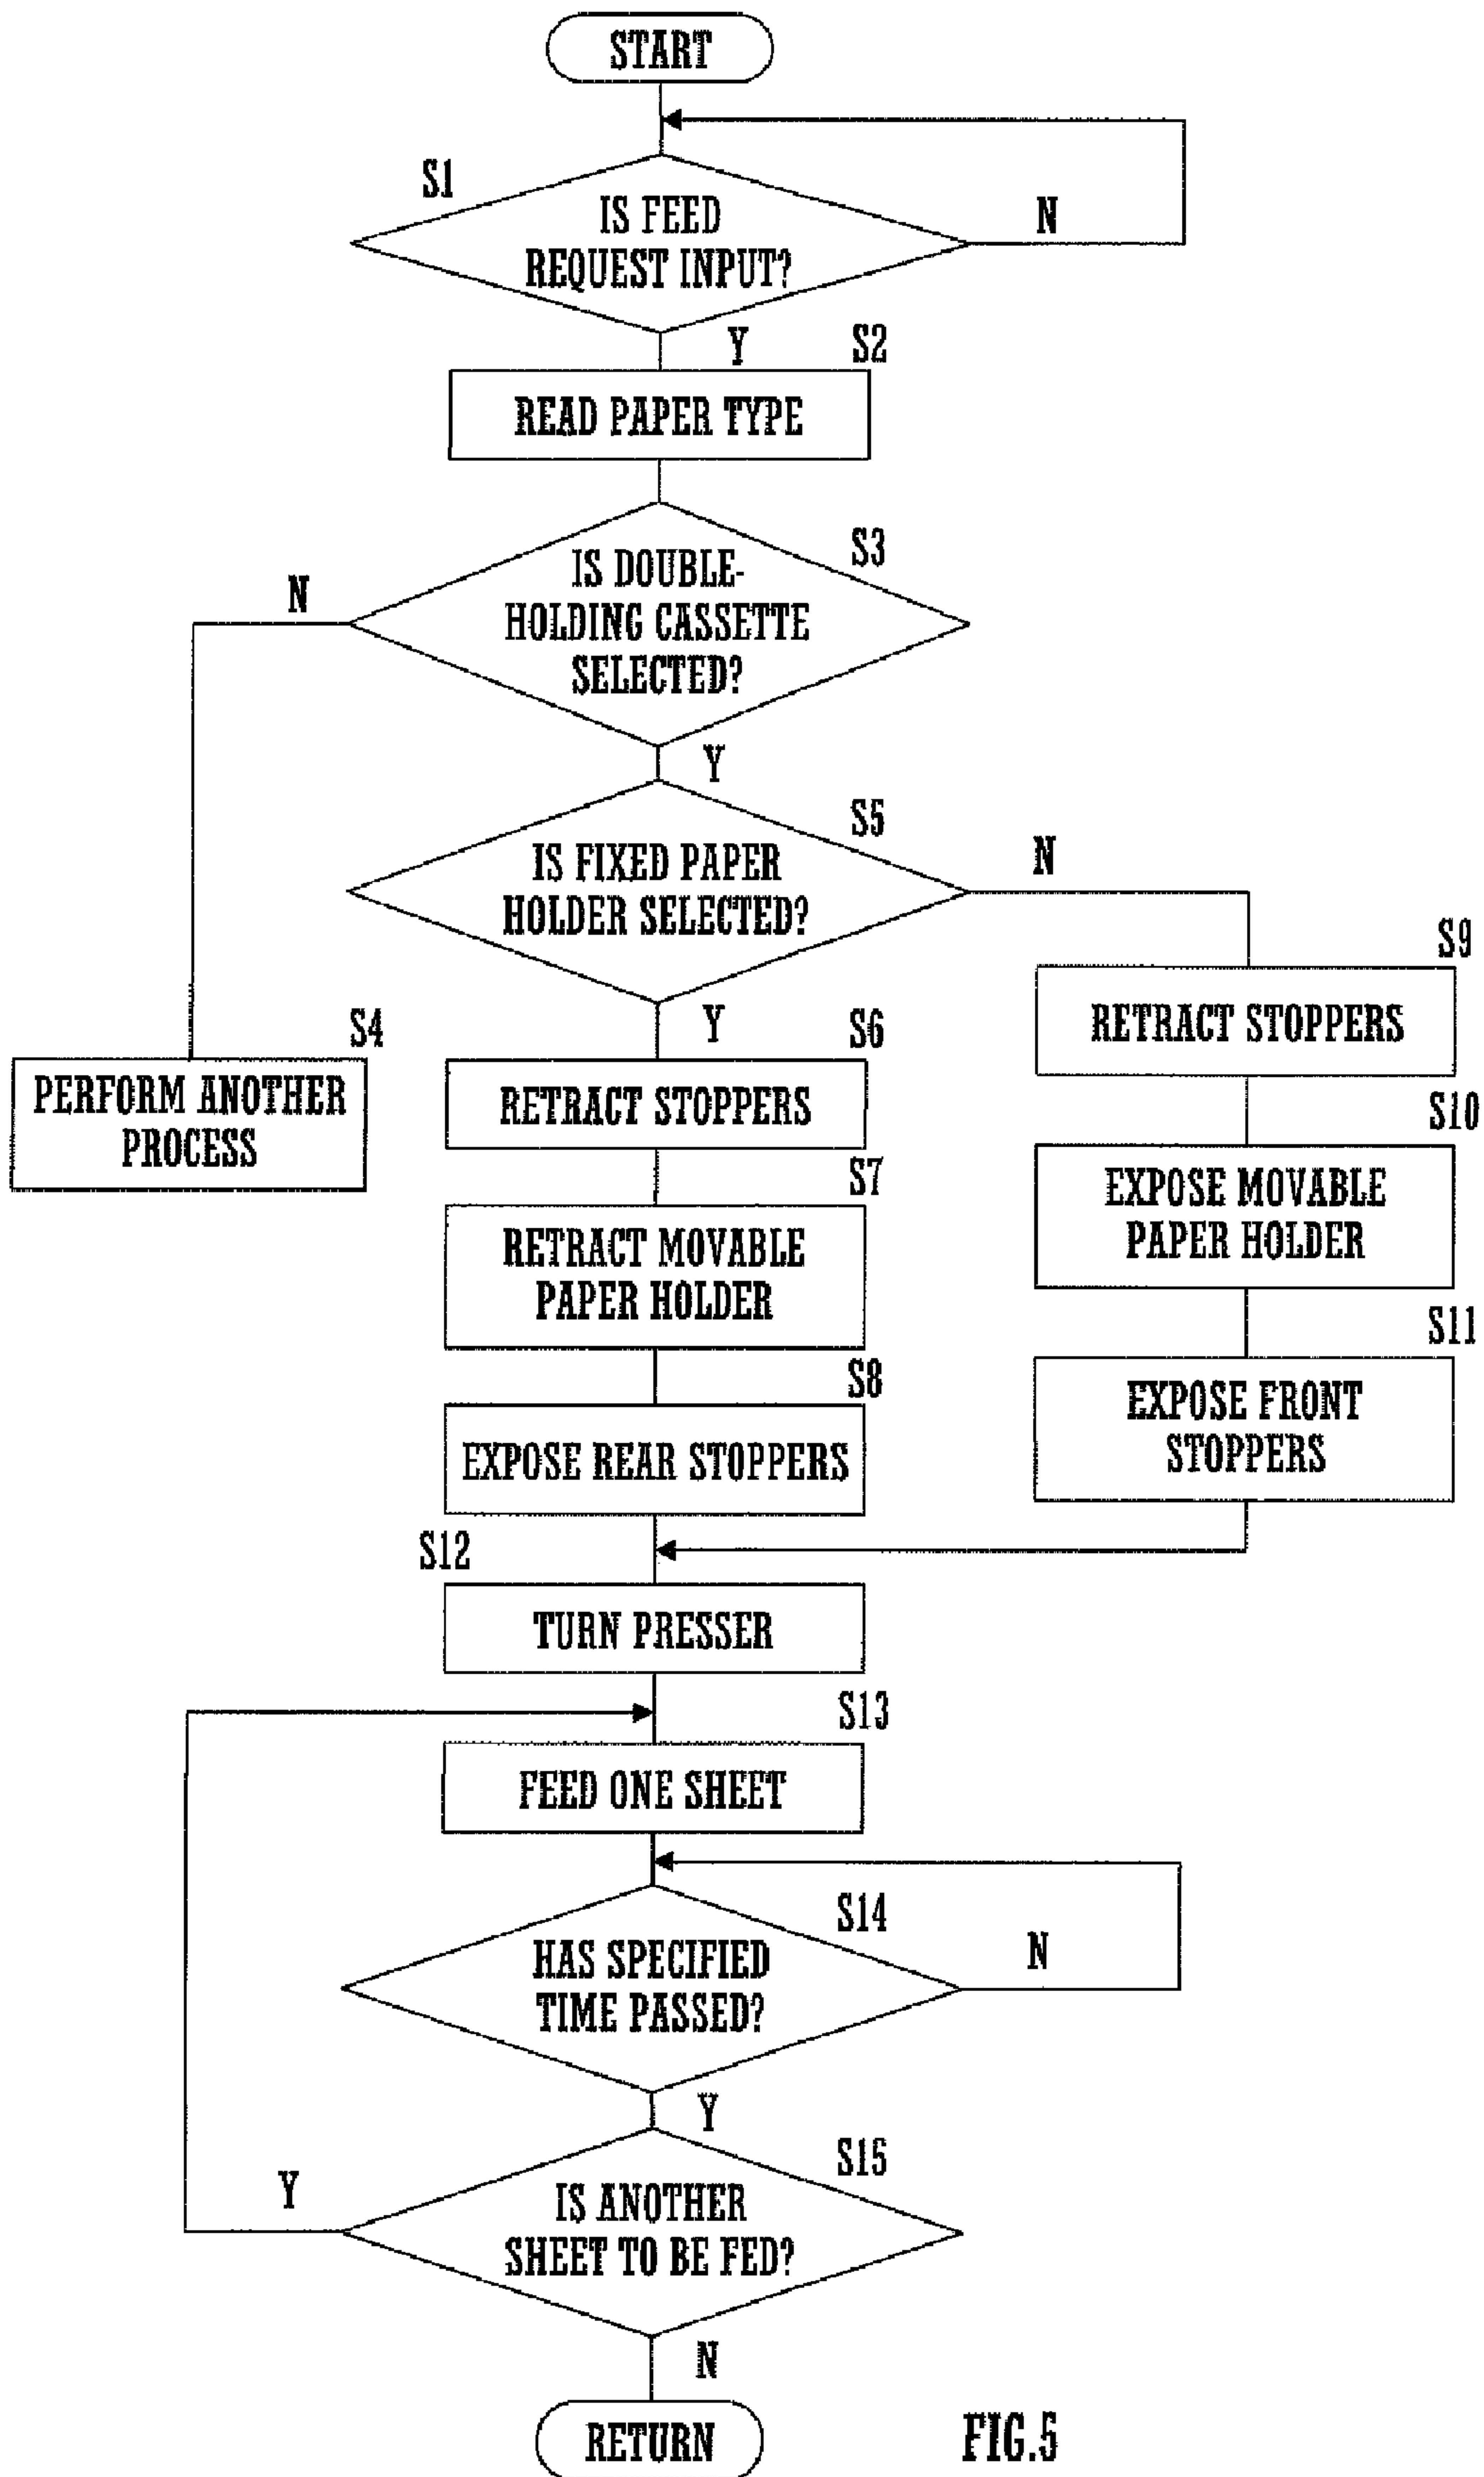 START
S1
IS FEED
REQUEST INPUT?
N
Y
S2
READ PAPER TYPE
S3
IS DOUBLE-
HOLDING CASSETTE
SELECTED?
N
Y
S5
IS FIXED PAPER
HOLDER SELECTED?
N
Y
S4
PERFORM ANOTHER
PROCESS
S6
RETRACT STOPPERS
S7
RETRACT MOVABLE
PAPER HOLDER
S8
EXPOSE REAR STOPPERS
S9
RETRACT STOPPERS
S10
EXPOSE MOVABLE
PAPER HOLDER
S11
EXPOSE FRONT
STOPPERS
S12
TURN PRESSER
S13
FEED ONE SHEET
S14
HAS SPECIFIED
TIME PASSED?
N
Y
S15
IS ANOTHER
SHEET TO BE FED?
Y
N
RETURN
FIG.5